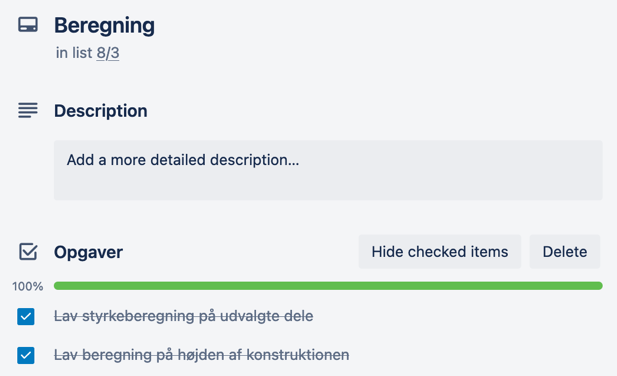 Beregning
in list 8/3
Description
Add a more detailed description...
Opgaver
Hide checked items
Delete
100%
Lav styrkeberegning på udvalgte dele
Lav beregning på højden af konstruktionen